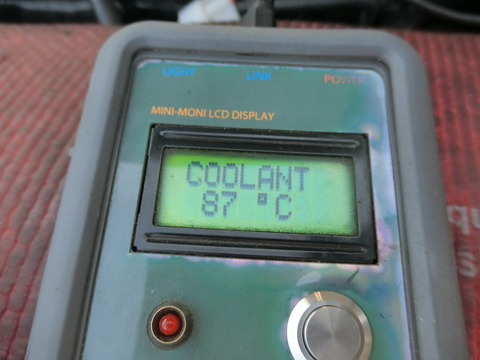 LIGHT LINK POWER
MINI-MONI LCD DISPLAY
COOLANT
87 °C